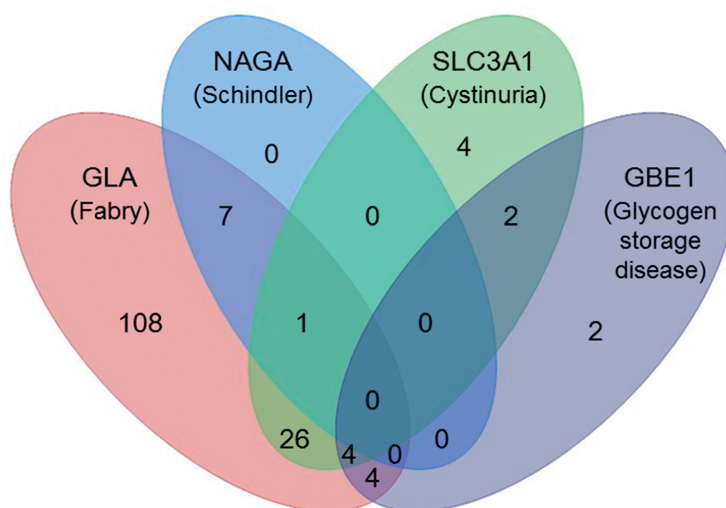 NAGA
(Schindler)
SLC3A1
(Cystinuria)
GLA
(Fabry)
GBE1
(Glycogen
storage
disease)
0
4
7
0
2
108
1
0
2
0
26
4
0
0
4